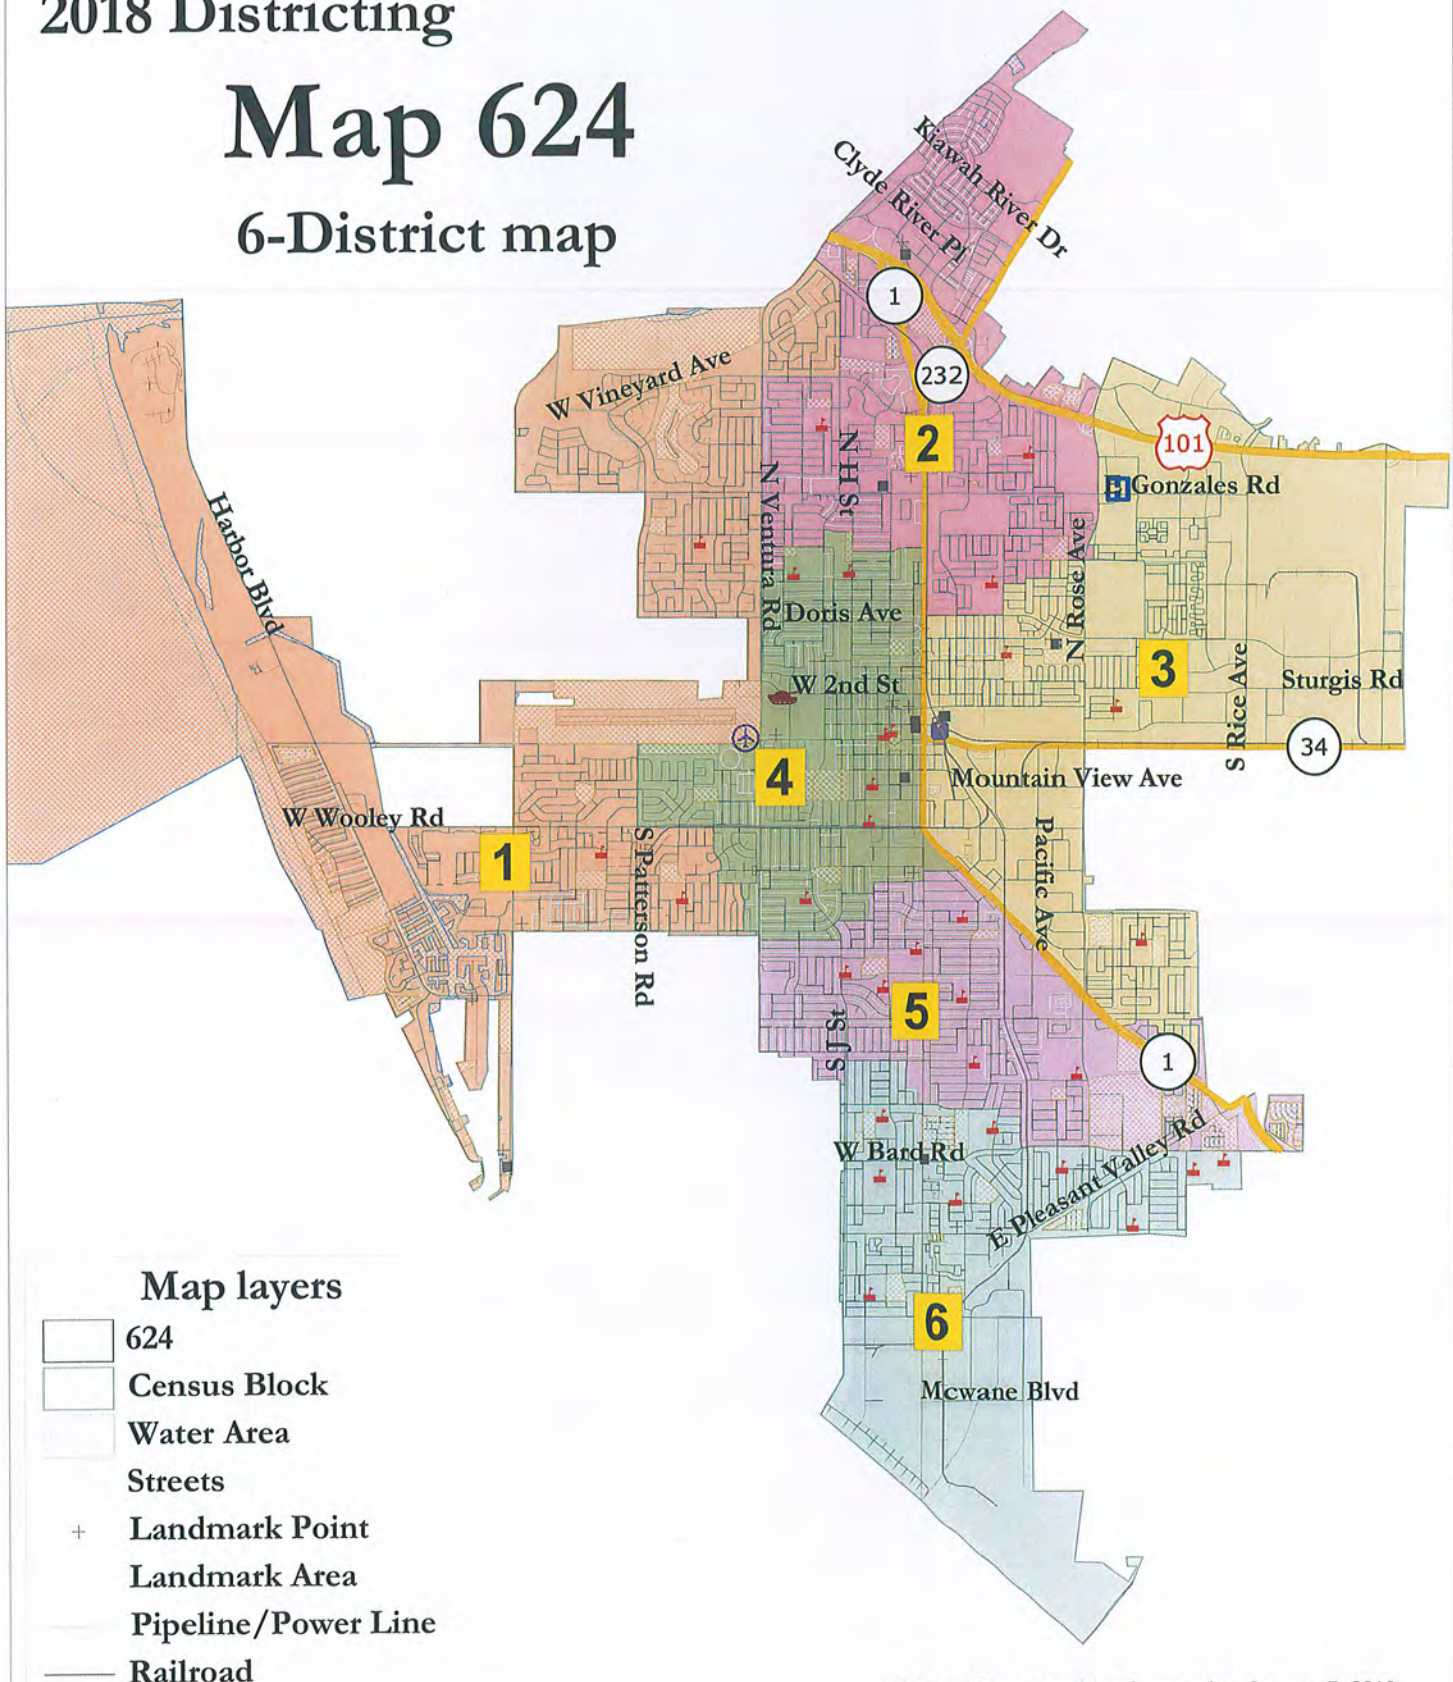 2018 Districting
Map 624
6-District map
Kiawah River Dr
Clyde River Pl
1
232
W Vineyard Ave
2
101
N H St
N Ventura Rd
Gonzales Rd
Harbor Blvd
N Rose Ave
Doris Ave
3
W 2nd St
Sturgis Rd
S Rice Ave
34
4
Mountain View Ave
W Wooley Rd
1
S Patterson Rd
Pacific Ave
5
S J St
1
W Bard Rd
E Pleasant Valley Rd
6
Mcwane Blvd
Map layers
624
Census Block
Water Area
Streets
Landmark Point
Landmark Area
Pipeline/Power Line
Railroad